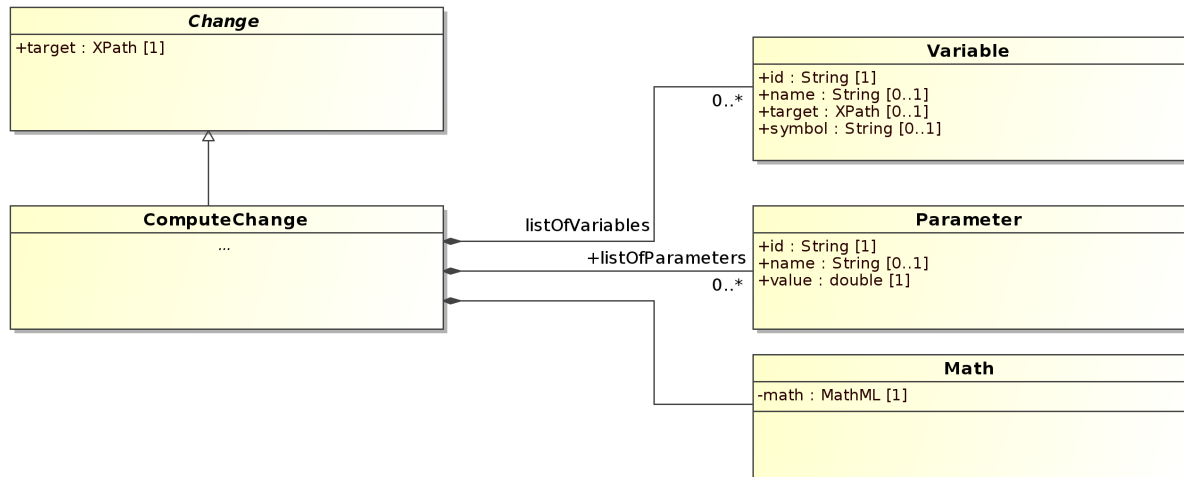 Change
+target : XPath [1]
Variable
+id : String [1]
+name : String [0..1]
+target : XPath [0..1]
+symbol : String [0..1]
0..*
ComputeChange
...
listOfVariables
+listOfParameters
0..*
Parameter
+id : String [1]
+name : String [0..1]
+value : double [1]
Math
-math : MathML [1]